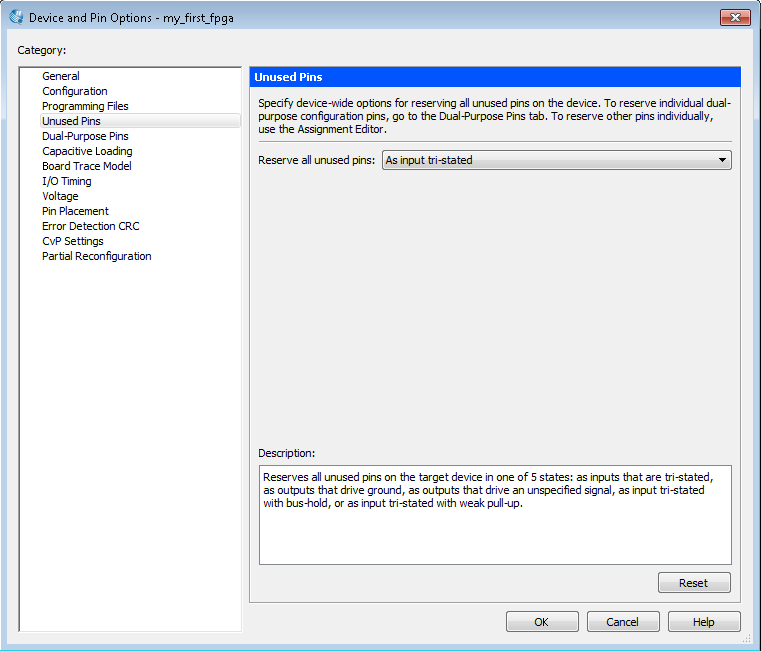 Device and Pin Options - my_first_fpga
Category:
General
Configuration
Programming Files
Unused Pins
Dual-Purpose Pins
Capacitive Loading
Board Trace Model
I/O Timing
Voltage
Pin Placement
Error Detection CRC
CvP Settings
Partial Reconfiguration
Unused Pins
Specify device-wide options for reserving all unused pins on the device. To reserve individual dual-
purpose configuration pins, go to the Dual-Purpose Pins tab. To reserve other pins individually,
use the Assignment Editor.
Reserve all unused pins: As input tri-stated
Description:
Reserves all unused pins on the target device in one of 5 states: as inputs that are tri-stated,
as outputs that drive ground, as outputs that drive an unspecified signal, as input tri-stated
with bus-hold, or as input tri-stated with weak pull-up.
Reset
OK Cancel Help